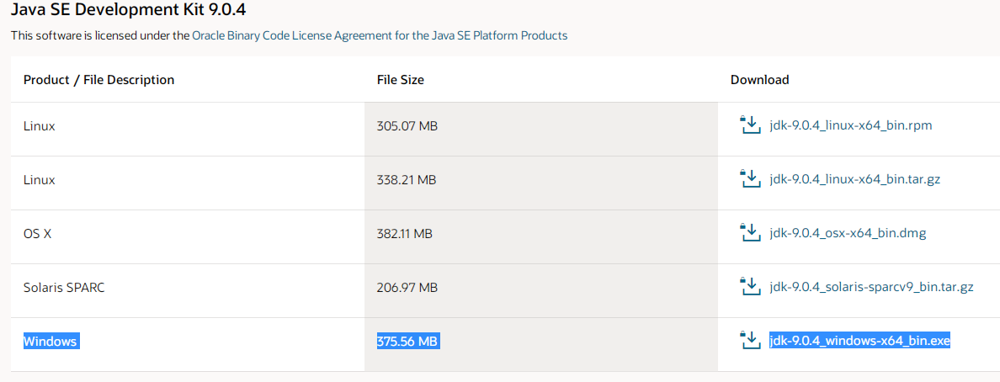 Java SE Development Kit 9.0.4
This software is licensed under the Oracle Binary Code License Agreement for the Java SE Platform Products
Product / File Description File Size Download
Linux 305.07 MB jdk-9.0.4_linux-x64_bin.rpm
Linux 338.21 MB jdk-9.0.4_linux-x64_bin.tar.gz
OS X 382.11 MB jdk-9.0.4_osx-x64_bin.dmg
Solaris SPARC 206.97 MB jdk-9.0.4_solaris-sparcv9_bin.tar.gz
Windows 375.56 MB jdk-9.0.4_windows-x64_bin.exe